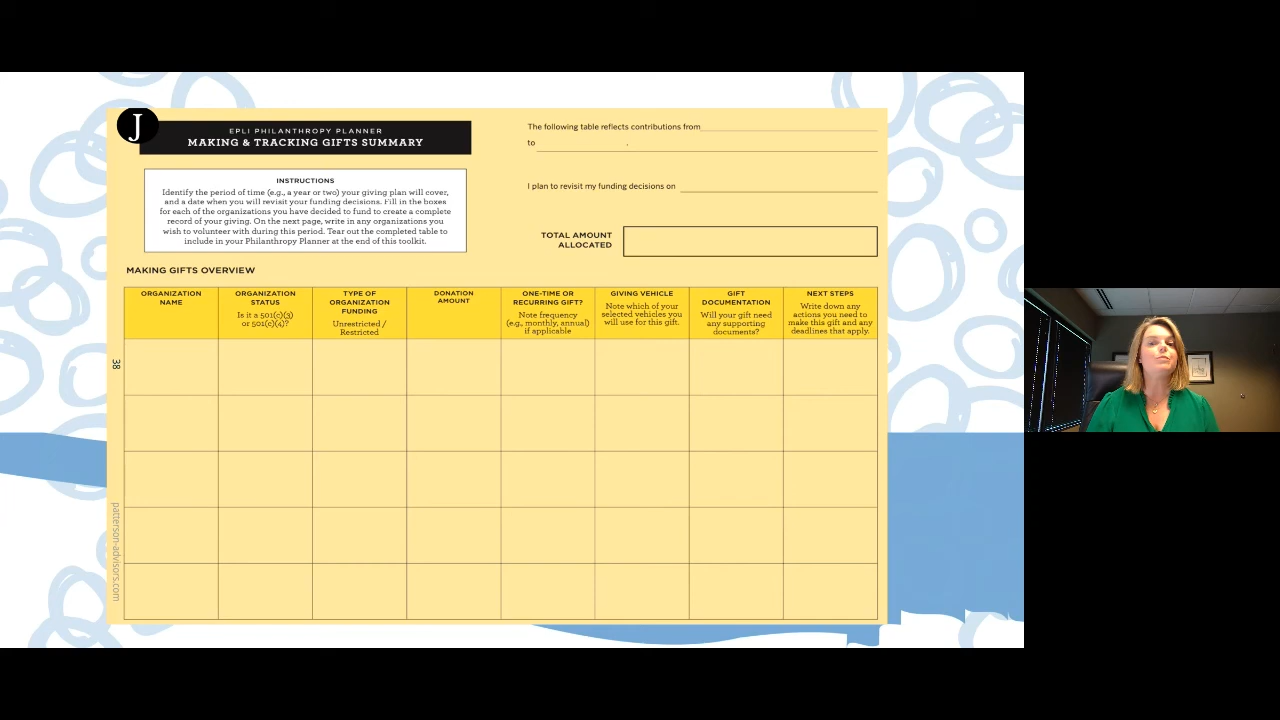 J
EPLI PHILANTHROPY PLANNER
MAKING & TRACKING GIFTS SUMMARY
INSTRUCTIONS
Identify the period of time (e.g., a year or two) your giving plan will cover,
and a date when you will revisit your funding decisions. Fill in the boxes
for each of the organizations you have decided to fund to create a complete
record of your giving. On the next page, write in any organizations you
wish to volunteer with during this period. Tear out the completed table to
include in your Philanthropy Planner at the end of this toolkit.
The following table reflects contributions from
to .
I plan to revisit my funding decisions on
TOTAL AMOUNT
ALLOCATED
MAKING GIFTS OVERVIEW
ORGANIZATION
NAME
ORGANIZATION
STATUS
Is it a 501(c)(3)
or 501(c)(4)?
TYPE OF
ORGANIZATION
FUNDING
Unrestricted /
Restricted
DONATION
AMOUNT
ONE-TIME OR
RECURRING GIFT?
Note frequency
(e.g., monthly, annual)
if applicable
GIVING VEHICLE
Note which of your
selected vehicles you
will use for this gift.
GIFT
DOCUMENTATION
Will your gift need
any supporting
documents?
NEXT STEPS
Write down any
actions you need to
make this gift and any
deadlines that apply.
38
patterson-advisors.com